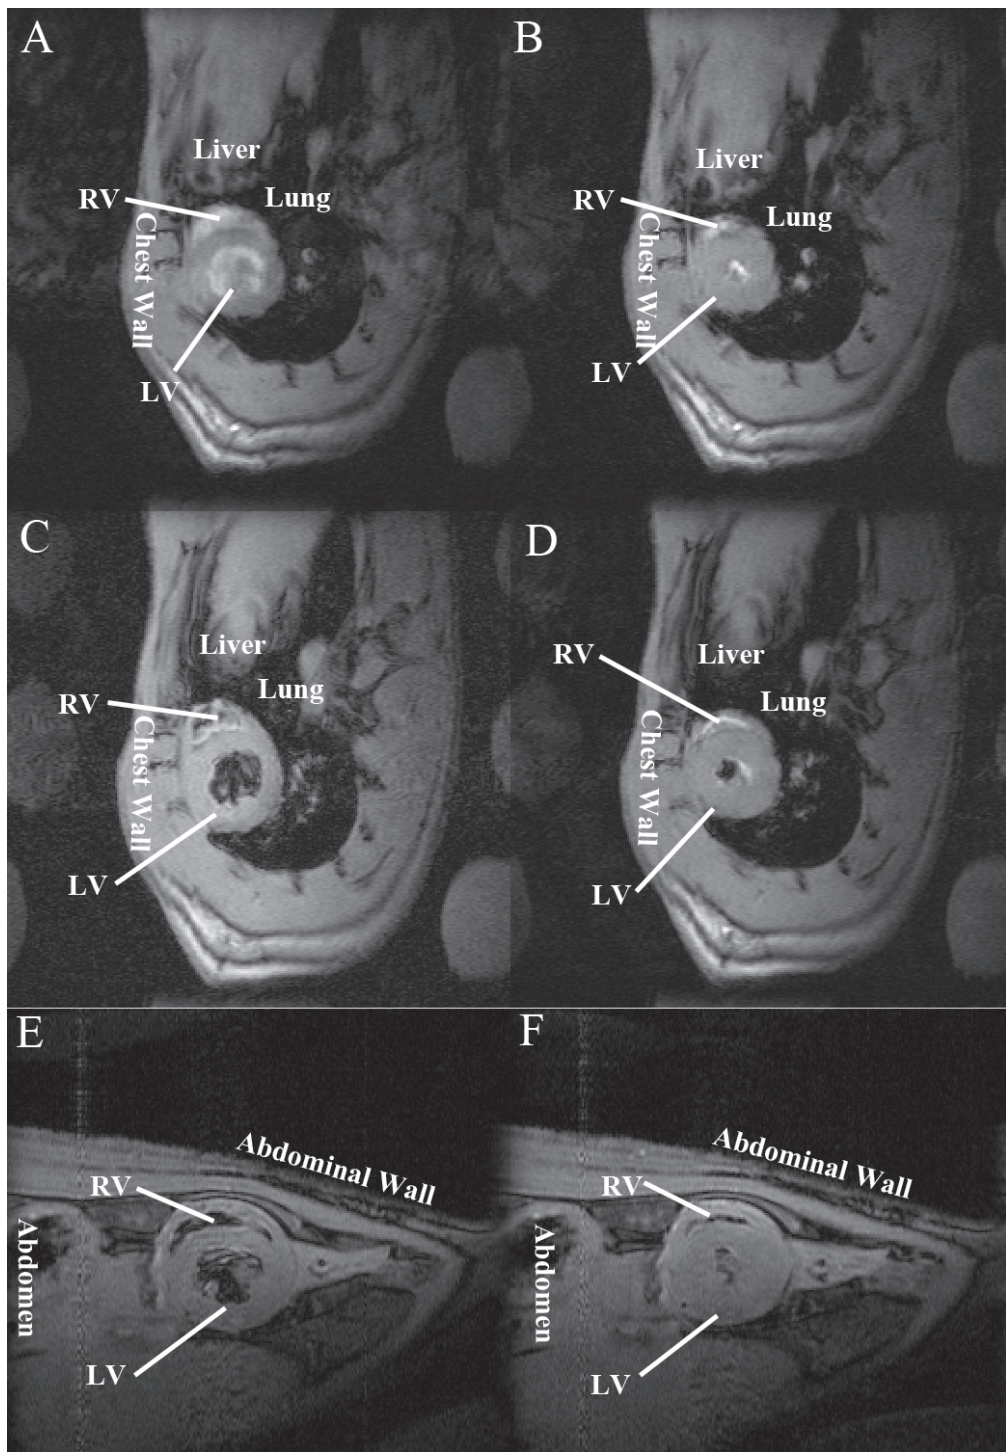 A
B
Liver
RV
Lung
Chest Wall
LV
Liver
RV
Lung
Chest Wall
LV
C
D
Liver
RV
Lung
Chest Wall
LV
RV
Liver
Lung
Chest Wall
LV
E
F
Abdominal Wall
RV
Abdomen
LV
Abdominal Wall
RV
Abdomen
LV